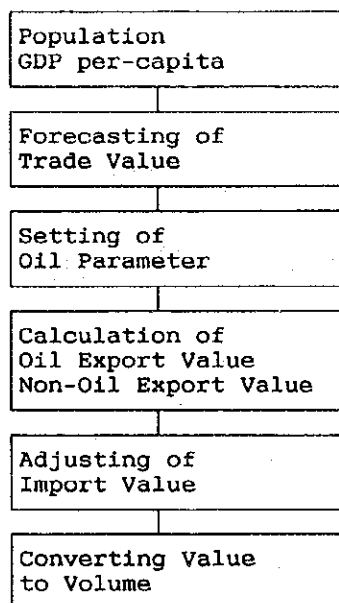 Population
GDP per-capita
Forecasting of
Trade Value
Setting of
Oil Parameter
Calculation of
Oil Export Value
Non-Oil Export Value
Adjusting of
Import Value
Converting Value
to Volume